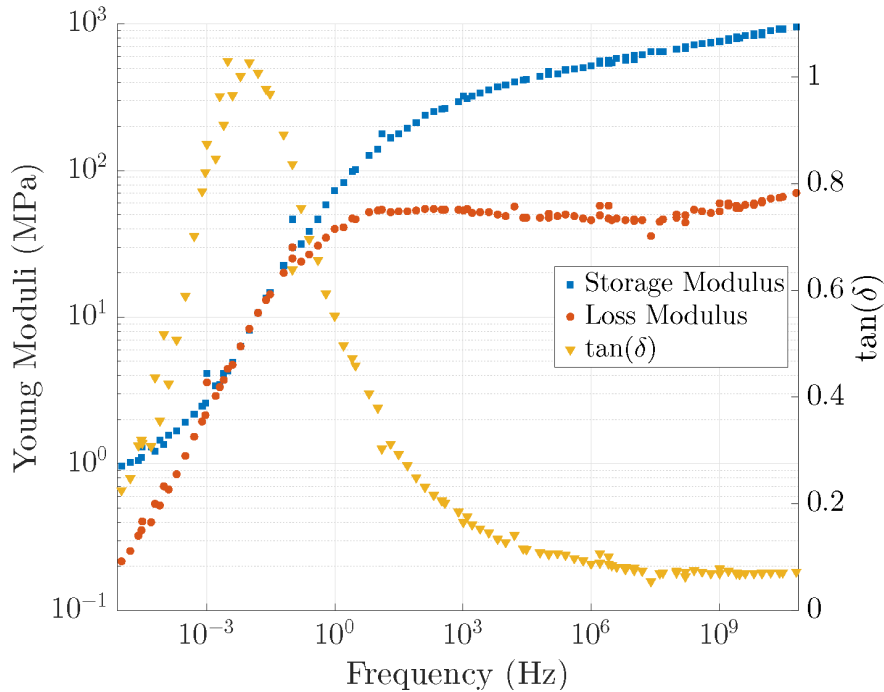 10³
10²
10¹
10⁰
10⁻¹
Young Moduli (MPa)
1
0.8
0.6
0.4
0.2
0
tan(δ)
Storage Modulus
Loss Modulus
tan(δ)
10⁻³
10⁰
10³
10⁶
10⁹
Frequency (Hz)